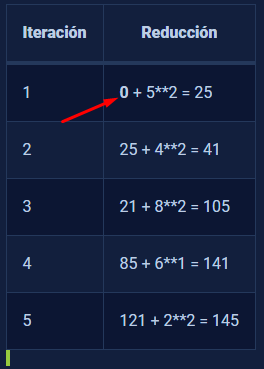 Iteración Reducción
1 0 + 5**2 = 25
2 25 + 4**2 = 41
3 21 + 8**2 = 105
4 85 + 6**1 = 141
5 121 + 2**2 = 145